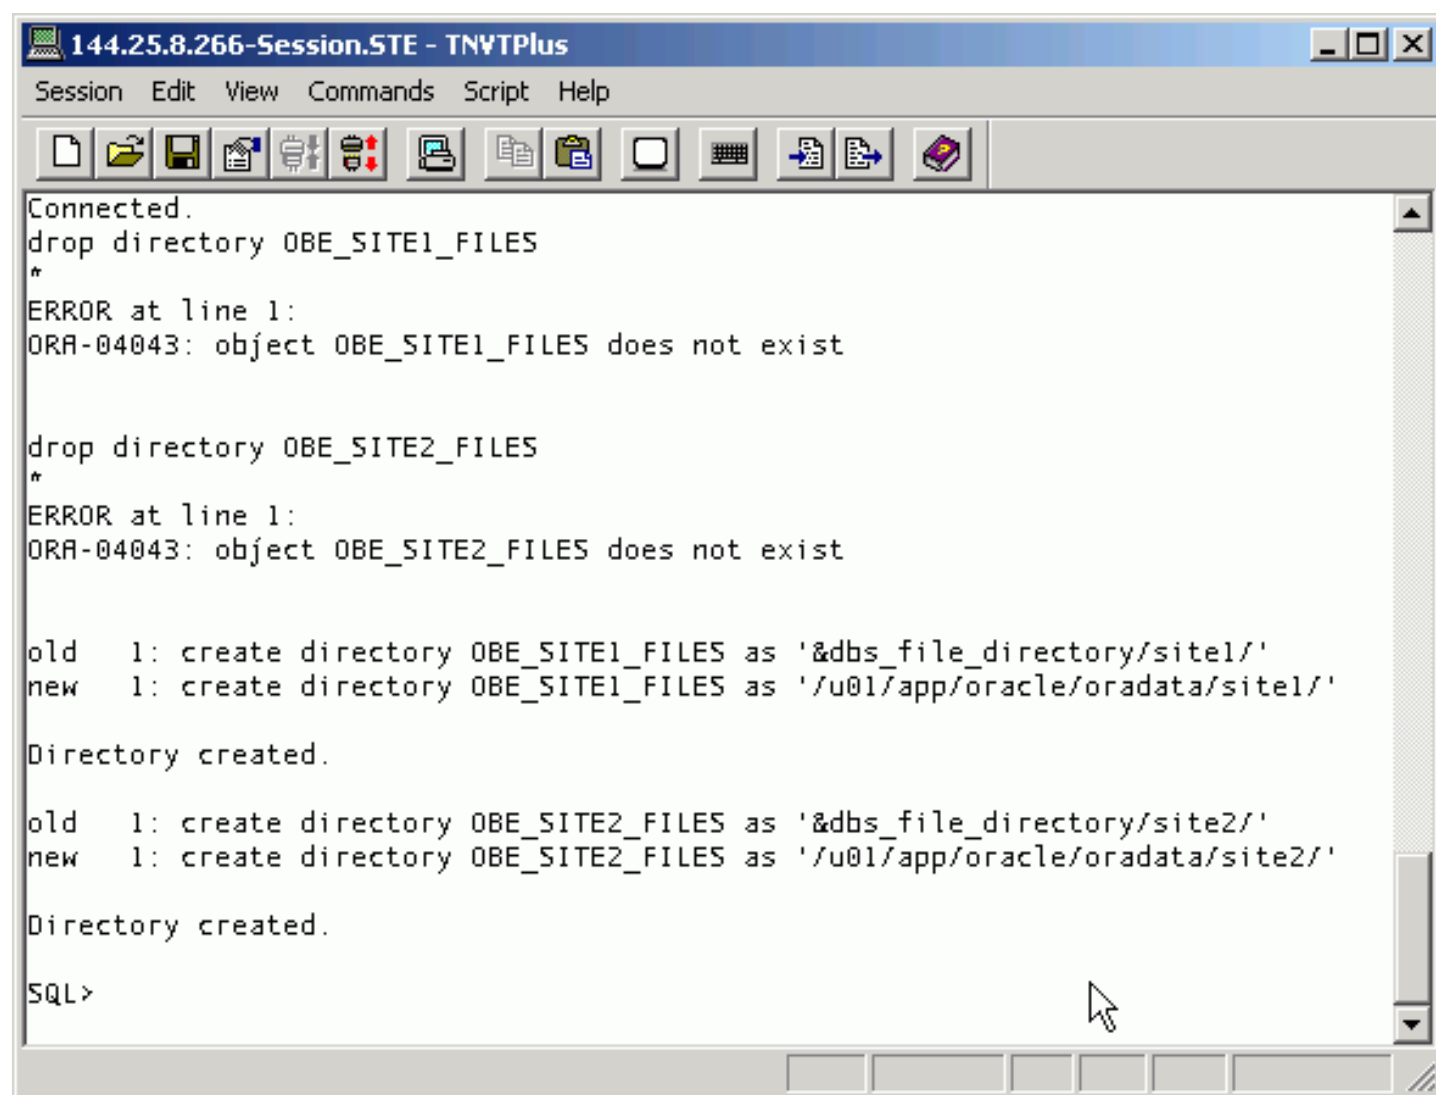 144.25.8.266-Session.STE - TNVTPlus
Session Edit View Commands Script Help
Connected.
drop directory OBE_SITE1_FILES
*
ERROR at line 1:
ORA-04043: object OBE_SITE1_FILES does not exist
drop directory OBE_SITE2_FILES
*
ERROR at line 1:
ORA-04043: object OBE_SITE2_FILES does not exist
old   1: create directory OBE_SITE1_FILES as '&dbs_file_directory/site1/'
new   1: create directory OBE_SITE1_FILES as '/u01/app/oracle/oradata/site1/'
Directory created.
old   1: create directory OBE_SITE2_FILES as '&dbs_file_directory/site2/'
new   1: create directory OBE_SITE2_FILES as '/u01/app/oracle/oradata/site2/'
Directory created.
SQL>